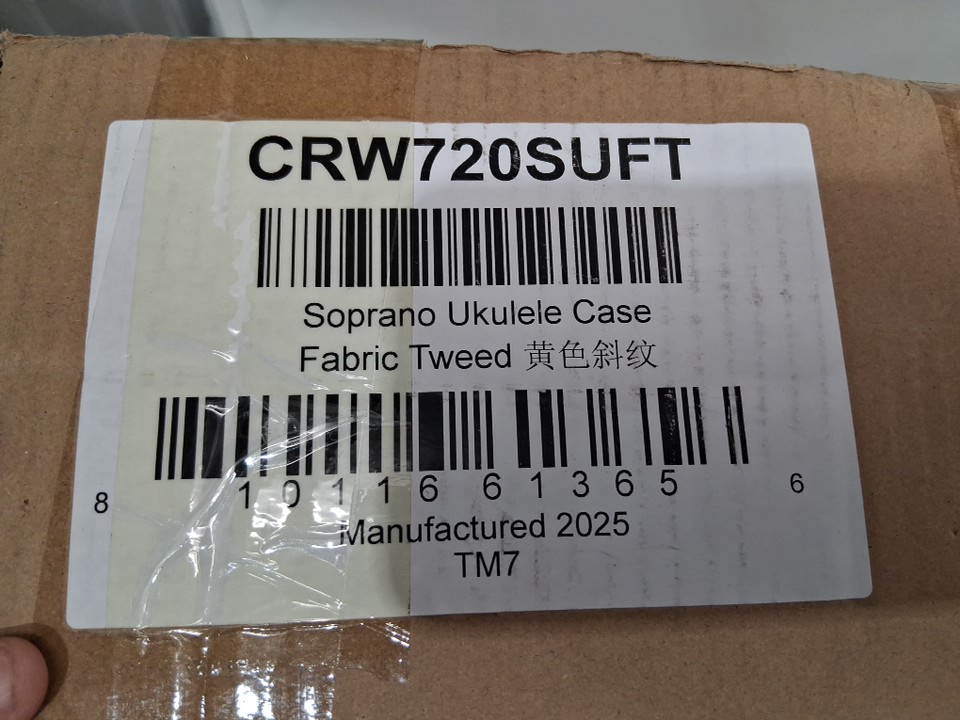 CRW720SUFT
Soprano Ukulele Case
Fabric Tweed 黄色斜纹
8 10116 61365 6
Manufactured 2025
TM7